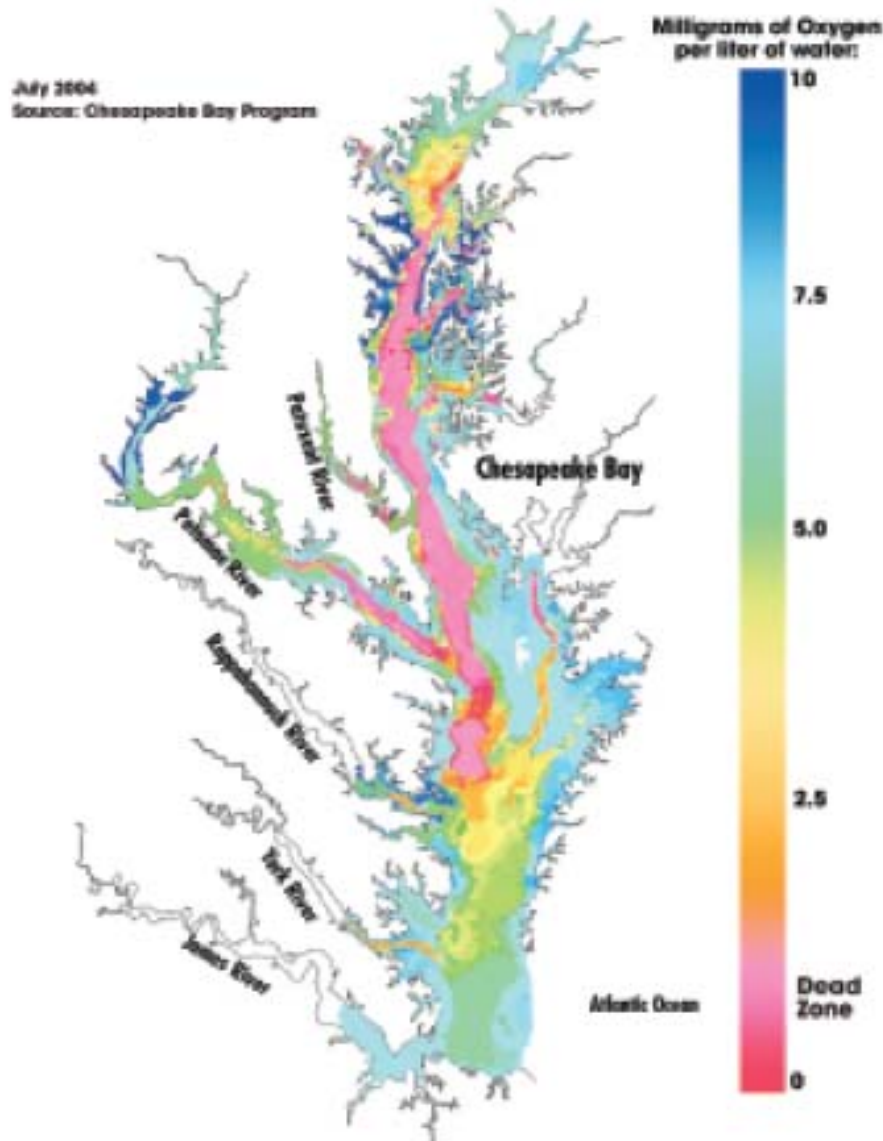 Milligrams of Oxygen
per liter of water:
July 2004
Source: Chesapeake Bay Program
10
7.5
5.0
2.5
Dead
Zone
0
Patuxent River
Chesapeake Bay
Potomac River
Rappahannock River
York River
James River
Atlantic Ocean